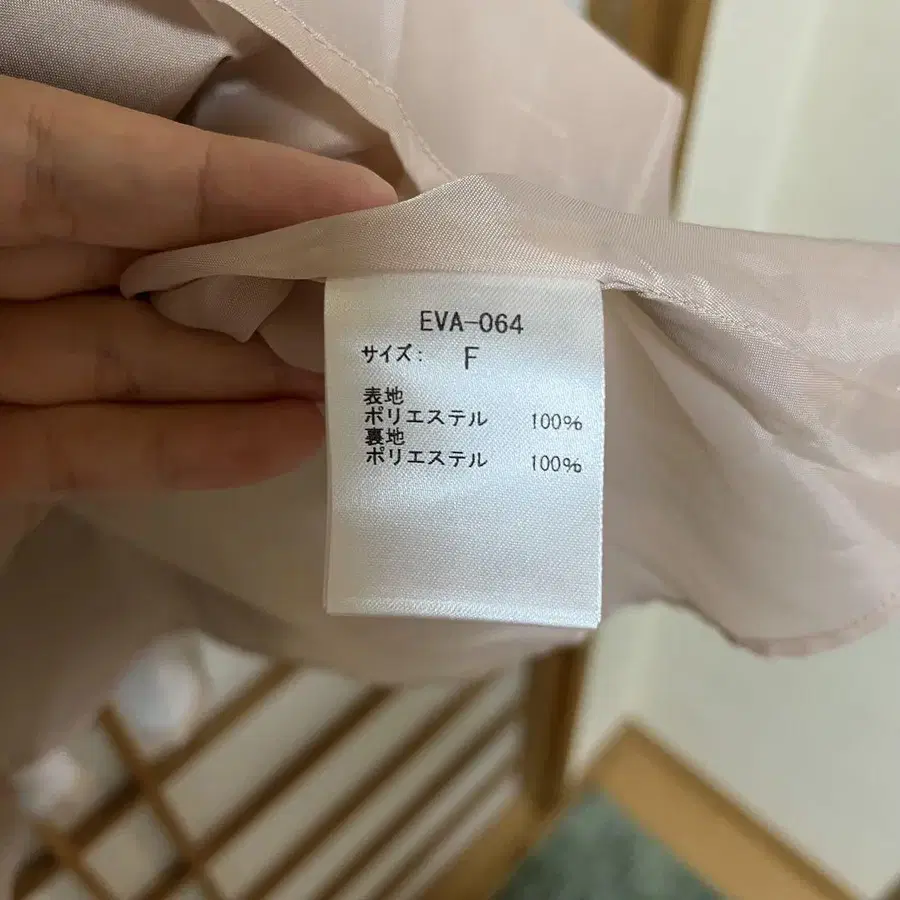 EVA-064
サイズ: F
表地
ポリエステル 100%
裏地
ポリエステル 100%